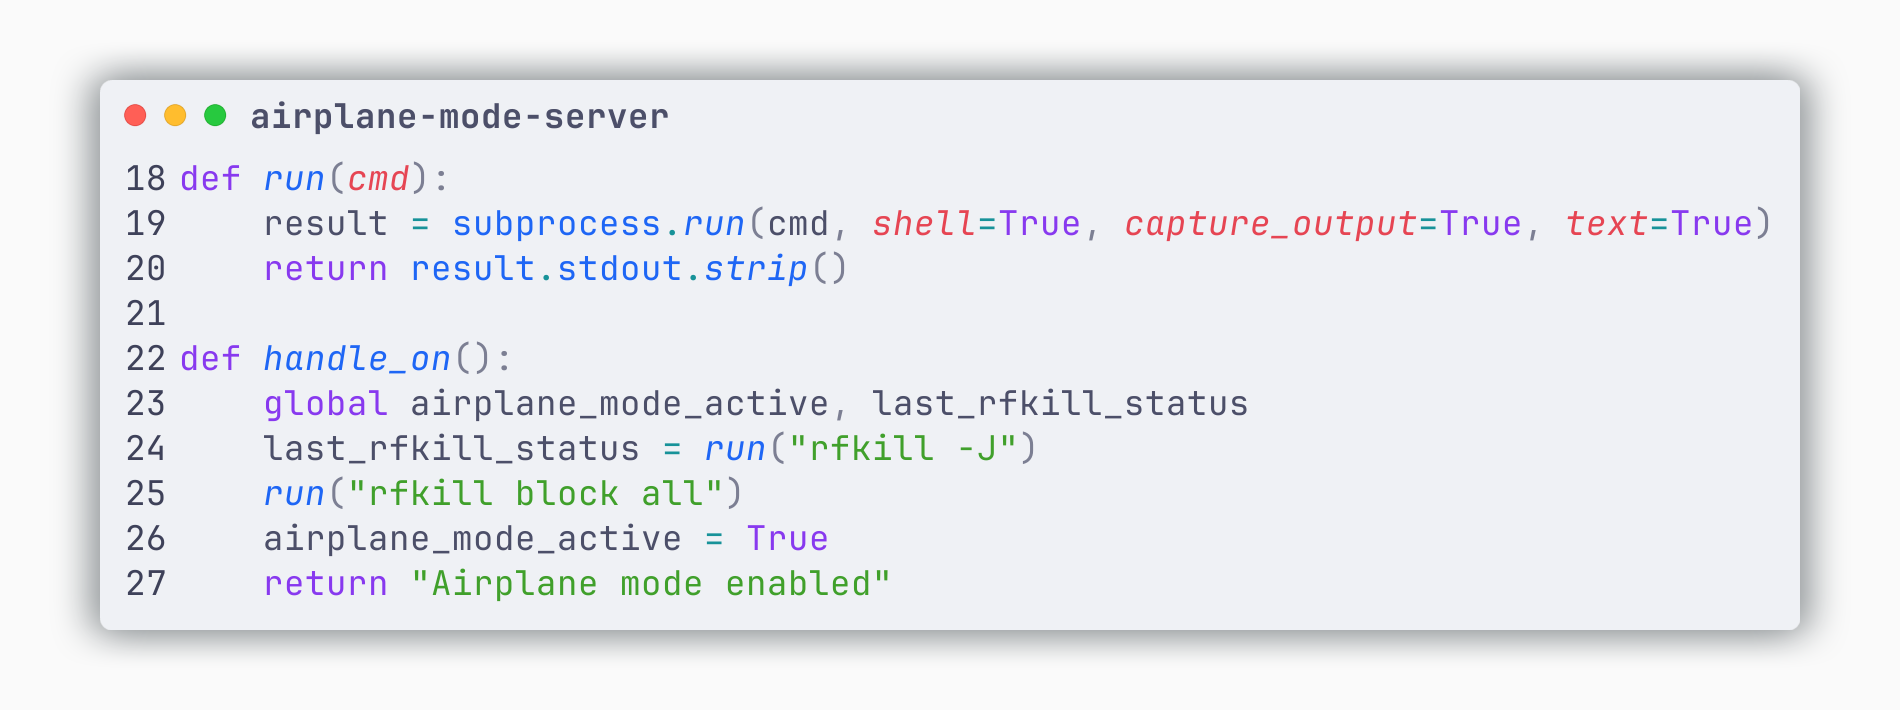 airplane-mode-server
18 def run(cmd):
19     result = subprocess.run(cmd, shell=True, capture_output=True, text=True)
20     return result.stdout.strip()
21
22 def handle_on():
23     global airplane_mode_active, last_rfkill_status
24     last_rfkill_status = run("rfkill -J")
25     run("rfkill block all")
26     airplane_mode_active = True
27     return "Airplane mode enabled"